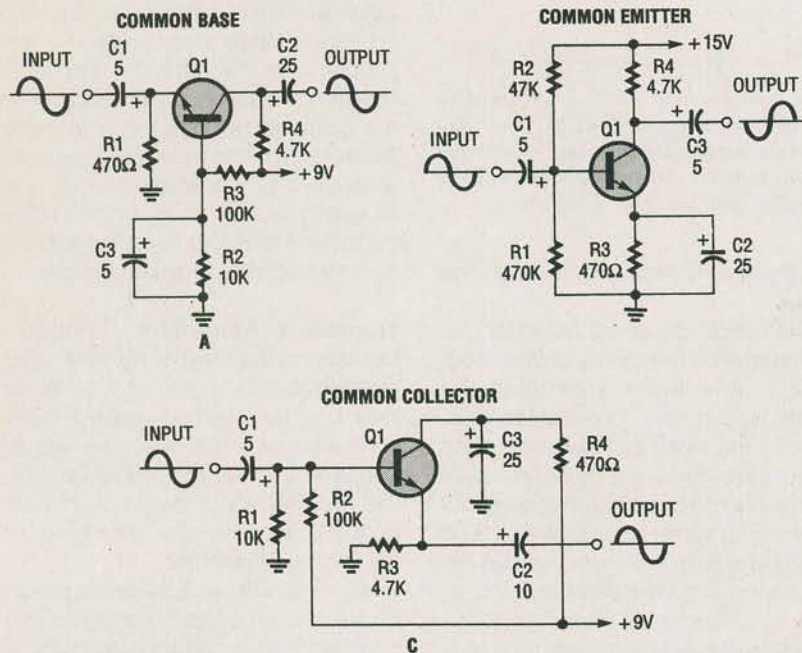 COMMON BASE
INPUT
C1
5
+
Q1
C2
25
+
OUTPUT
R1
470Ω
R4
4.7K
R3
100K
+9V
C3
5
+
R2
10K
A
COMMON EMITTER
+15V
R2
47K
R4
4.7K
OUTPUT
INPUT
C1
5
+
Q1
+
C3
5
R1
470K
R3
470Ω
+
C2
25
COMMON COLLECTOR
INPUT
C1
5
+
Q1
+
C3
25
R4
470Ω
R1
10K
R2
100K
OUTPUT
R3
4.7K
+
C2
10
+9V
C